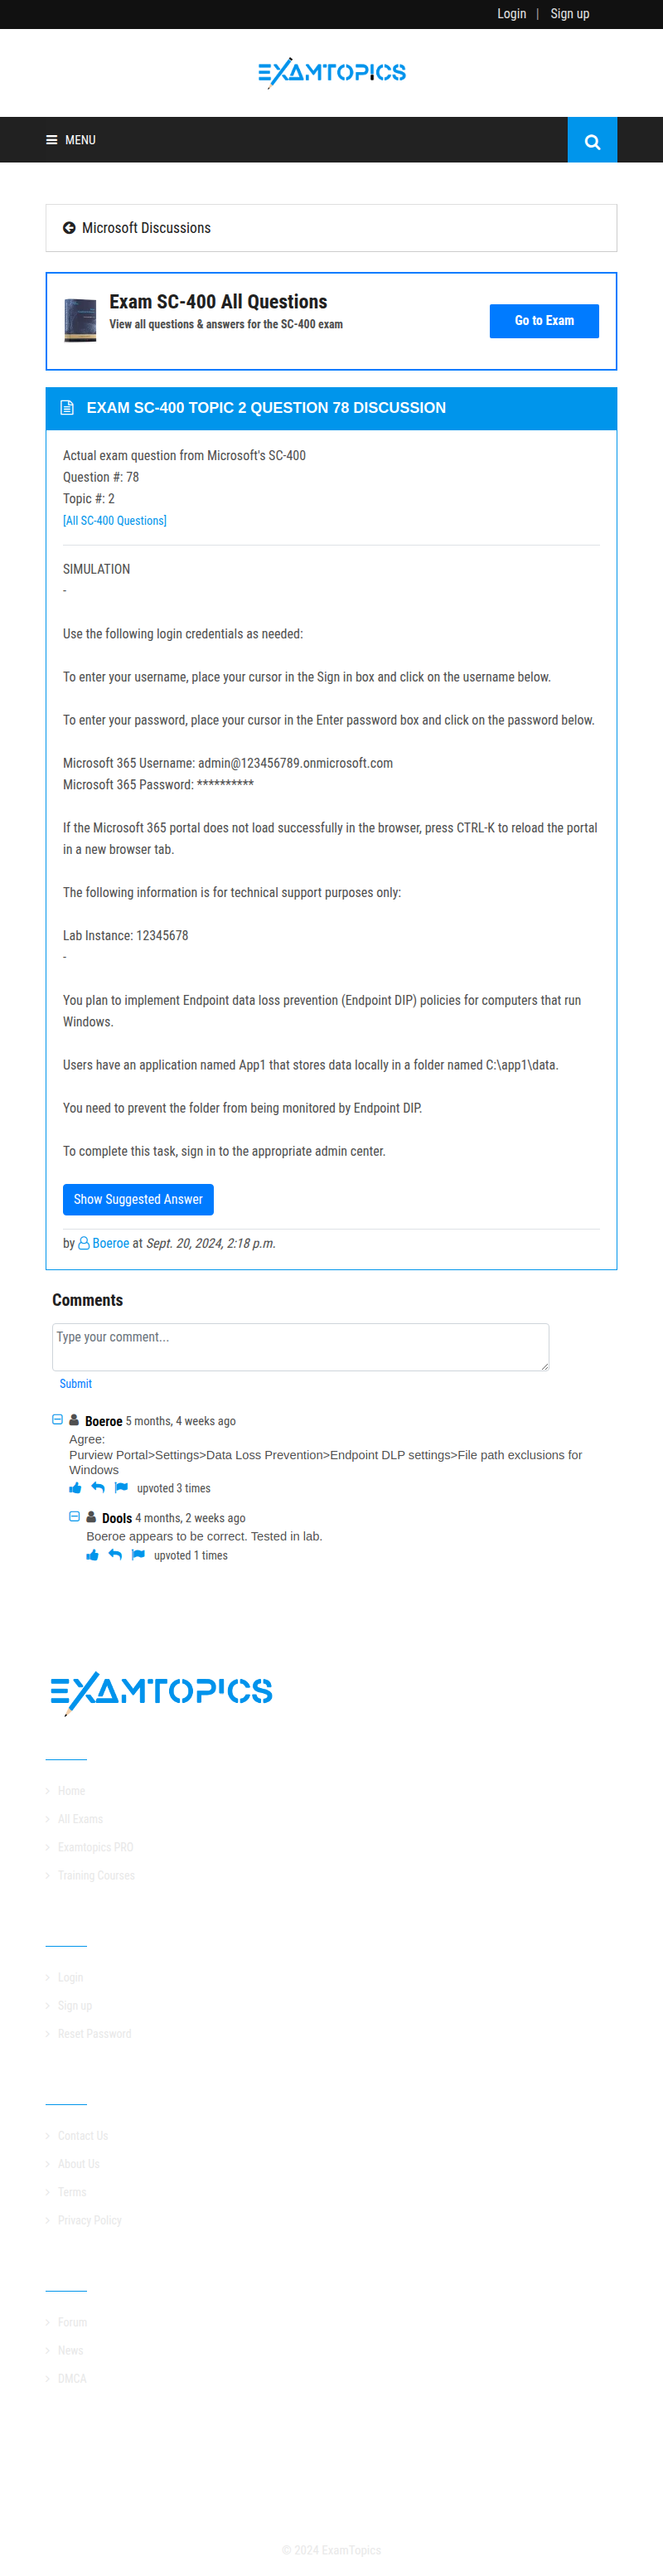 Login | Sign up
EXAMTOPICS
MENU
Microsoft Discussions
Exam SC-400 All Questions
View all questions & answers for the SC-400 exam
Go to Exam
EXAM SC-400 TOPIC 2 QUESTION 78 DISCUSSION
Actual exam question from Microsoft's SC-400
Question #: 78
Topic #: 2
[All SC-400 Questions]
SIMULATION
-
Use the following login credentials as needed:
To enter your username, place your cursor in the Sign in box and click on the username below.
To enter your password, place your cursor in the Enter password box and click on the password below.
Microsoft 365 Username: admin@123456789.onmicrosoft.com
Microsoft 365 Password: **********
If the Microsoft 365 portal does not load successfully in the browser, press CTRL-K to reload the portal
in a new browser tab.
The following information is for technical support purposes only:
Lab Instance: 12345678
-
You plan to implement Endpoint data loss prevention (Endpoint DIP) policies for computers that run
Windows.
Users have an application named App1 that stores data locally in a folder named C:\app1\data.
You need to prevent the folder from being monitored by Endpoint DIP.
To complete this task, sign in to the appropriate admin center.
Show Suggested Answer
by Boeroe at Sept. 20, 2024, 2:18 p.m.
Comments
Type your comment...
Submit
Boeroe 5 months, 4 weeks ago
Agree:
Purview Portal>Settings>Data Loss Prevention>Endpoint DLP settings>File path exclusions for
Windows
upvoted 3 times
Dools 4 months, 2 weeks ago
Boeroe appears to be correct. Tested in lab.
upvoted 1 times
EXAMTOPICS
Home
All Exams
Examtopics PRO
Training Courses
Login
Sign up
Reset Password
Contact Us
About Us
Terms
Privacy Policy
Forum
News
DMCA
© 2024 ExamTopics